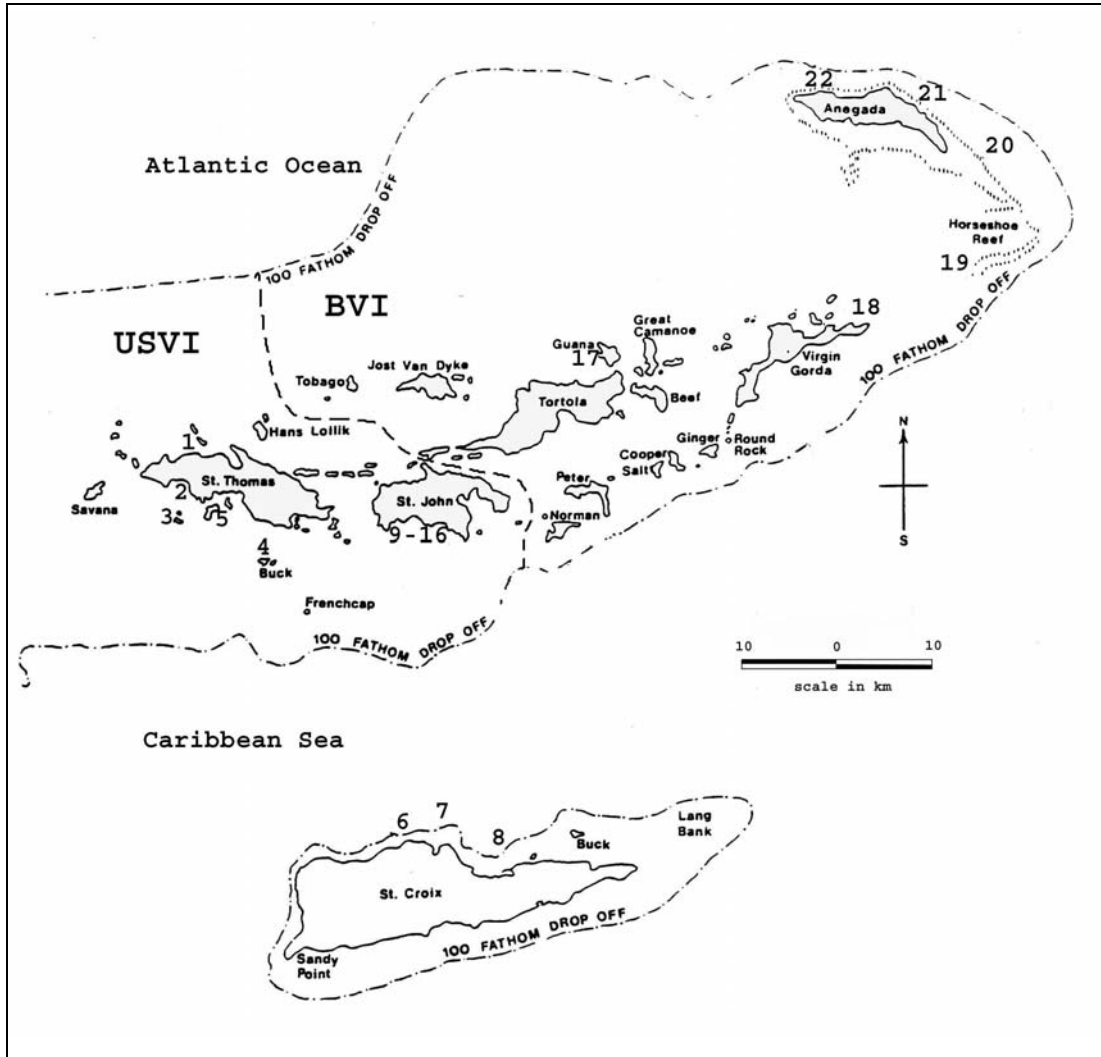 22
21
Anegada
20
Atlantic Ocean
100 FATHOM DROP OFF
Horseshoe
Reef
19
BVI
USVI
18
Great
Camanoe
Guana
17
Virgin
Gorda
100 FATHOM DROP OFF
Jost Van Dyke
Tobago
Tortola
Beef
Hans Lollik
1
Ginger
Round
Rock
Cooper
Salt
N
S
St. Thomas
2
Savana
3
5
St. John
9-16
Peter
Norman
4
Buck
Frenchcap
100 FATHOM DROP OFF
10
0
10
scale in km
Caribbean Sea
6
7
8
Buck
Lang
Bank
St. Croix
100 FATHOM DROP OFF
Sandy
Point